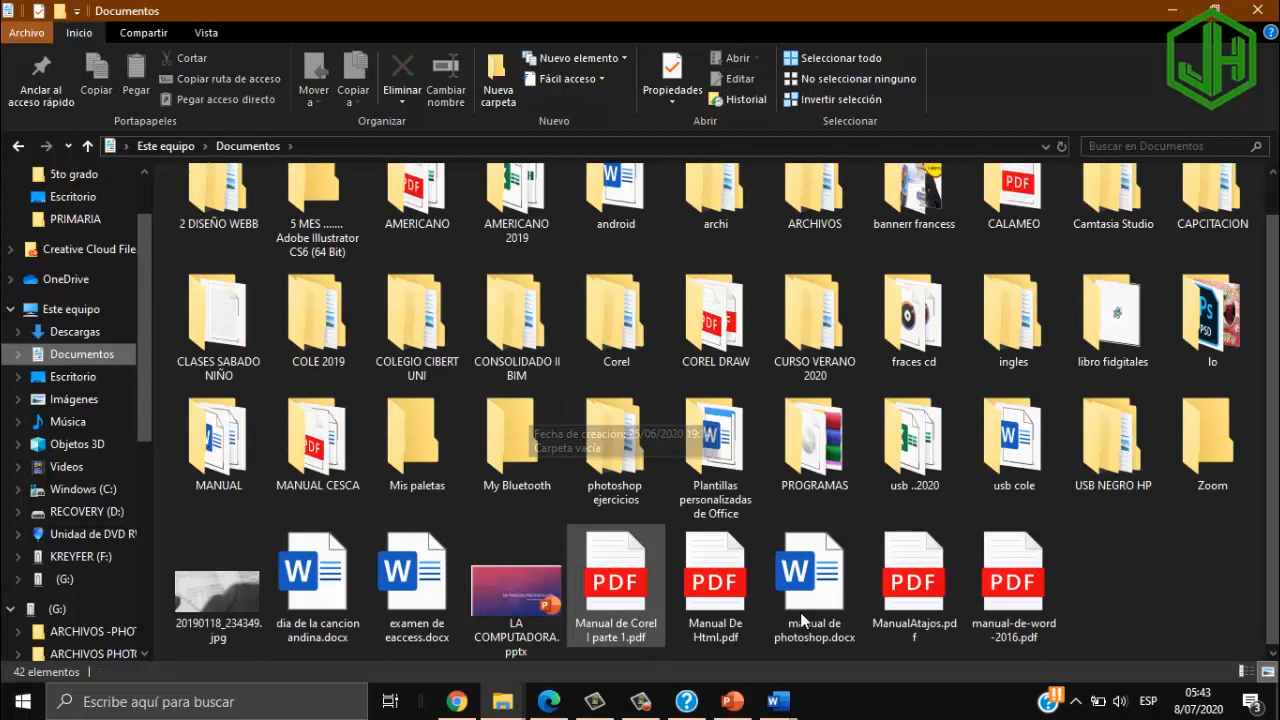 Documentos
Archivo
Inicio
Compartir
Vista
JH
Anclar al
acceso rápido
Copiar
Pegar
Cortar
Copiar ruta de acceso
Pegar acceso directo
Portapapeles
Mover
a
Copiar
a
Eliminar
Cambiar
nombre
Organizar
Nueva
carpeta
Nuevo elemento
Fácil acceso
Nuevo
Propiedades
Abrir
Editar
Historial
Abrir
Seleccionar todo
No seleccionar ninguno
Invertir selección
Seleccionar
Este equipo > Documentos >
Buscar en Documentos
5to grado
Escritorio
PRIMARIA
Creative Cloud File
OneDrive
Este equipo
Descargas
Documentos
Escritorio
Imágenes
Música
Objetos 3D
Videos
Windows (C:)
RECOVERY (D:)
Unidad de DVD R
KREYFER (F:)
(G:)
(G:)
ARCHIVOS -PHOT
ARCHIVOS PHOT
2 DISEÑO WEBB
5 MES .......
Adobe Illustrator
CS6 (64 Bit)
AMERICANO
AMERICANO
2019
android
archi
ARCHIVOS
bannerr francess
CALAMEO
Camtasia Studio
CAPCITACION
CLASES SABADO
NIÑO
COLE 2019
COLEGIO CIBERT
UNI
CONSOLIDADO II
BIM
Corel
COREL DRAW
CURSO VERANO
2020
fraces cd
ingles
libro fidgitales
lo
MANUAL
MANUAL CESCA
Mis paletas
My Bluetooth
photoshop
ejercicios
Plantillas
personalizadas
de Office
PROGRAMAS
usb ..2020
usb cole
USB NEGRO HP
Zoom
Fecha de creación: 25/06/2020 19:
Carpeta vacía
20190118_234349.
jpg
dia de la cancion
andina.docx
examen de
eaccess.docx
LA
COMPUTADORA.
pptx
Manual de Corel
l parte 1.pdf
Manual De
Html.pdf
manual de
photoshop.docx
ManualAtajos.pd
f
manual-de-word
-2016.pdf
42 elementos
Escribe aquí para buscar
ESP
05:43
8/07/2020
3